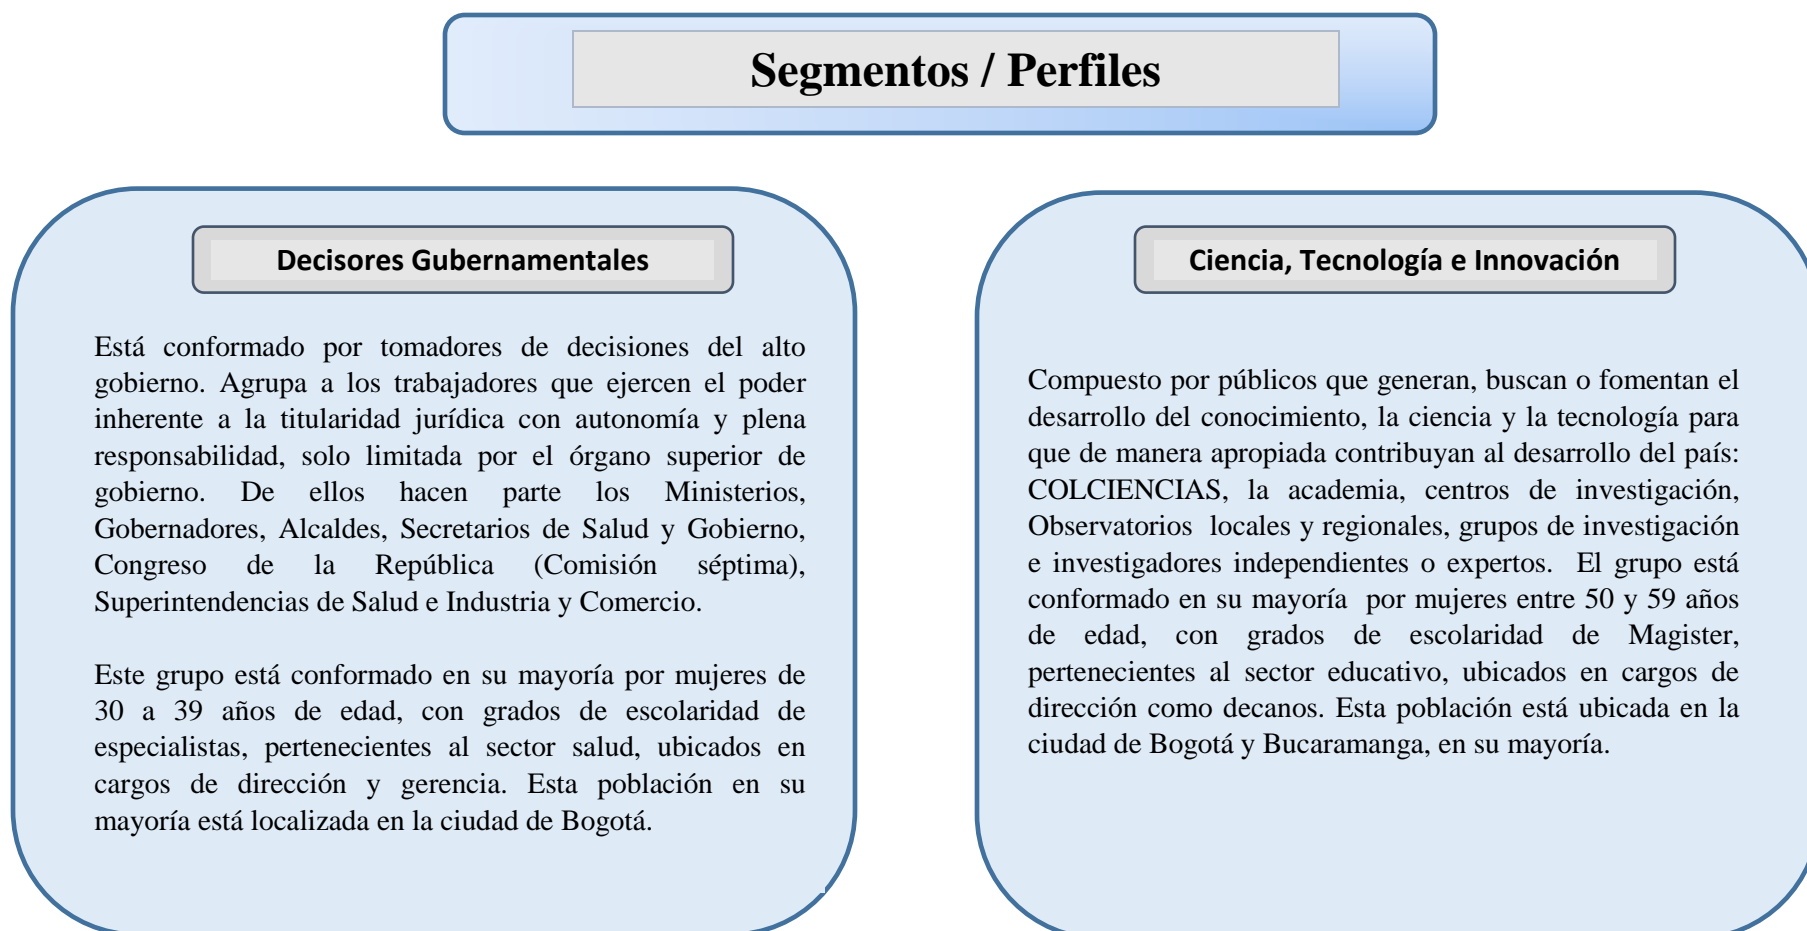 Segmentos / Perfiles
Decisores Gubernamentales
Está conformado por tomadores de decisiones del alto
gobierno. Agrupa a los trabajadores que ejercen el poder
inherente a la titularidad jurídica con autonomía y plena
responsabilidad, solo limitada por el órgano superior de
gobierno. De ellos hacen parte los Ministerios,
Gobernadores, Alcaldes, Secretarios de Salud y Gobierno,
Congreso de la República (Comisión séptima),
Superintendencias de Salud e Industria y Comercio.
Este grupo está conformado en su mayoría por mujeres de
30 a 39 años de edad, con grados de escolaridad de
especialistas, pertenecientes al sector salud, ubicados en
cargos de dirección y gerencia. Esta población en su
mayoría está localizada en la ciudad de Bogotá.
Ciencia, Tecnología e Innovación
Compuesto por públicos que generan, buscan o fomentan el
desarrollo del conocimiento, la ciencia y la tecnología para
que de manera apropiada contribuyan al desarrollo del país:
COLCIENCIAS, la academia, centros de investigación,
Observatorios locales y regionales, grupos de investigación
e investigadores independientes o expertos. El grupo está
conformado en su mayoría por mujeres entre 50 y 59 años
de edad, con grados de escolaridad de Magister,
pertenecientes al sector educativo, ubicados en cargos de
dirección como decanos. Esta población está ubicada en la
ciudad de Bogotá y Bucaramanga, en su mayoría.